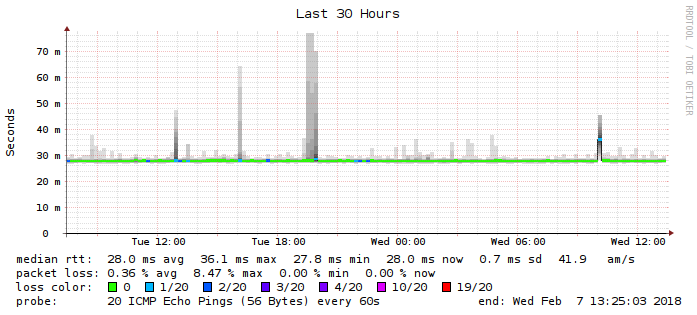 Last 30 Hours
RRDTOOL / TOBI OETIKER
Seconds
70 m
60 m
50 m
40 m
30 m
20 m
10 m
0
Tue 12:00 Tue 18:00 Wed 00:00 Wed 06:00 Wed 12:00
median rtt: 28.0 ms avg 36.1 ms max 27.8 ms min 28.0 ms now 0.7 ms sd 41.9 am/s
packet loss: 0.36 % avg 8.47 % max 0.00 % min 0.00 % now
loss color: 0 1/20 2/20 3/20 4/20 10/20 19/20
probe: 20 ICMP Echo Pings (56 Bytes) every 60s end: Wed Feb 7 13:25:03 2018